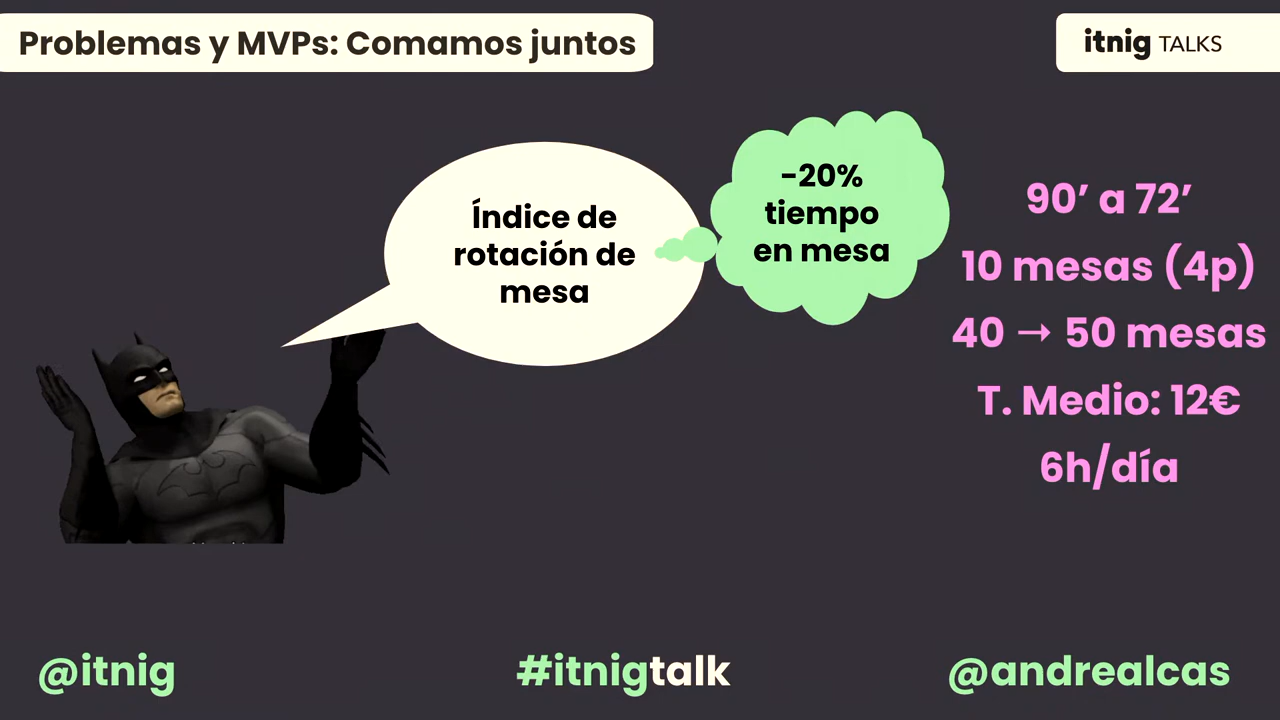 Problemas y MVPs: Comamos juntos
itnig TALKS
Índice de
rotación de
mesa
-20%
tiempo
en mesa
90’ a 72’
10 mesas (4p)
40 → 50 mesas
T. Medio: 12€
6h/día
@itnig
#itnigtalk
@andrealcas